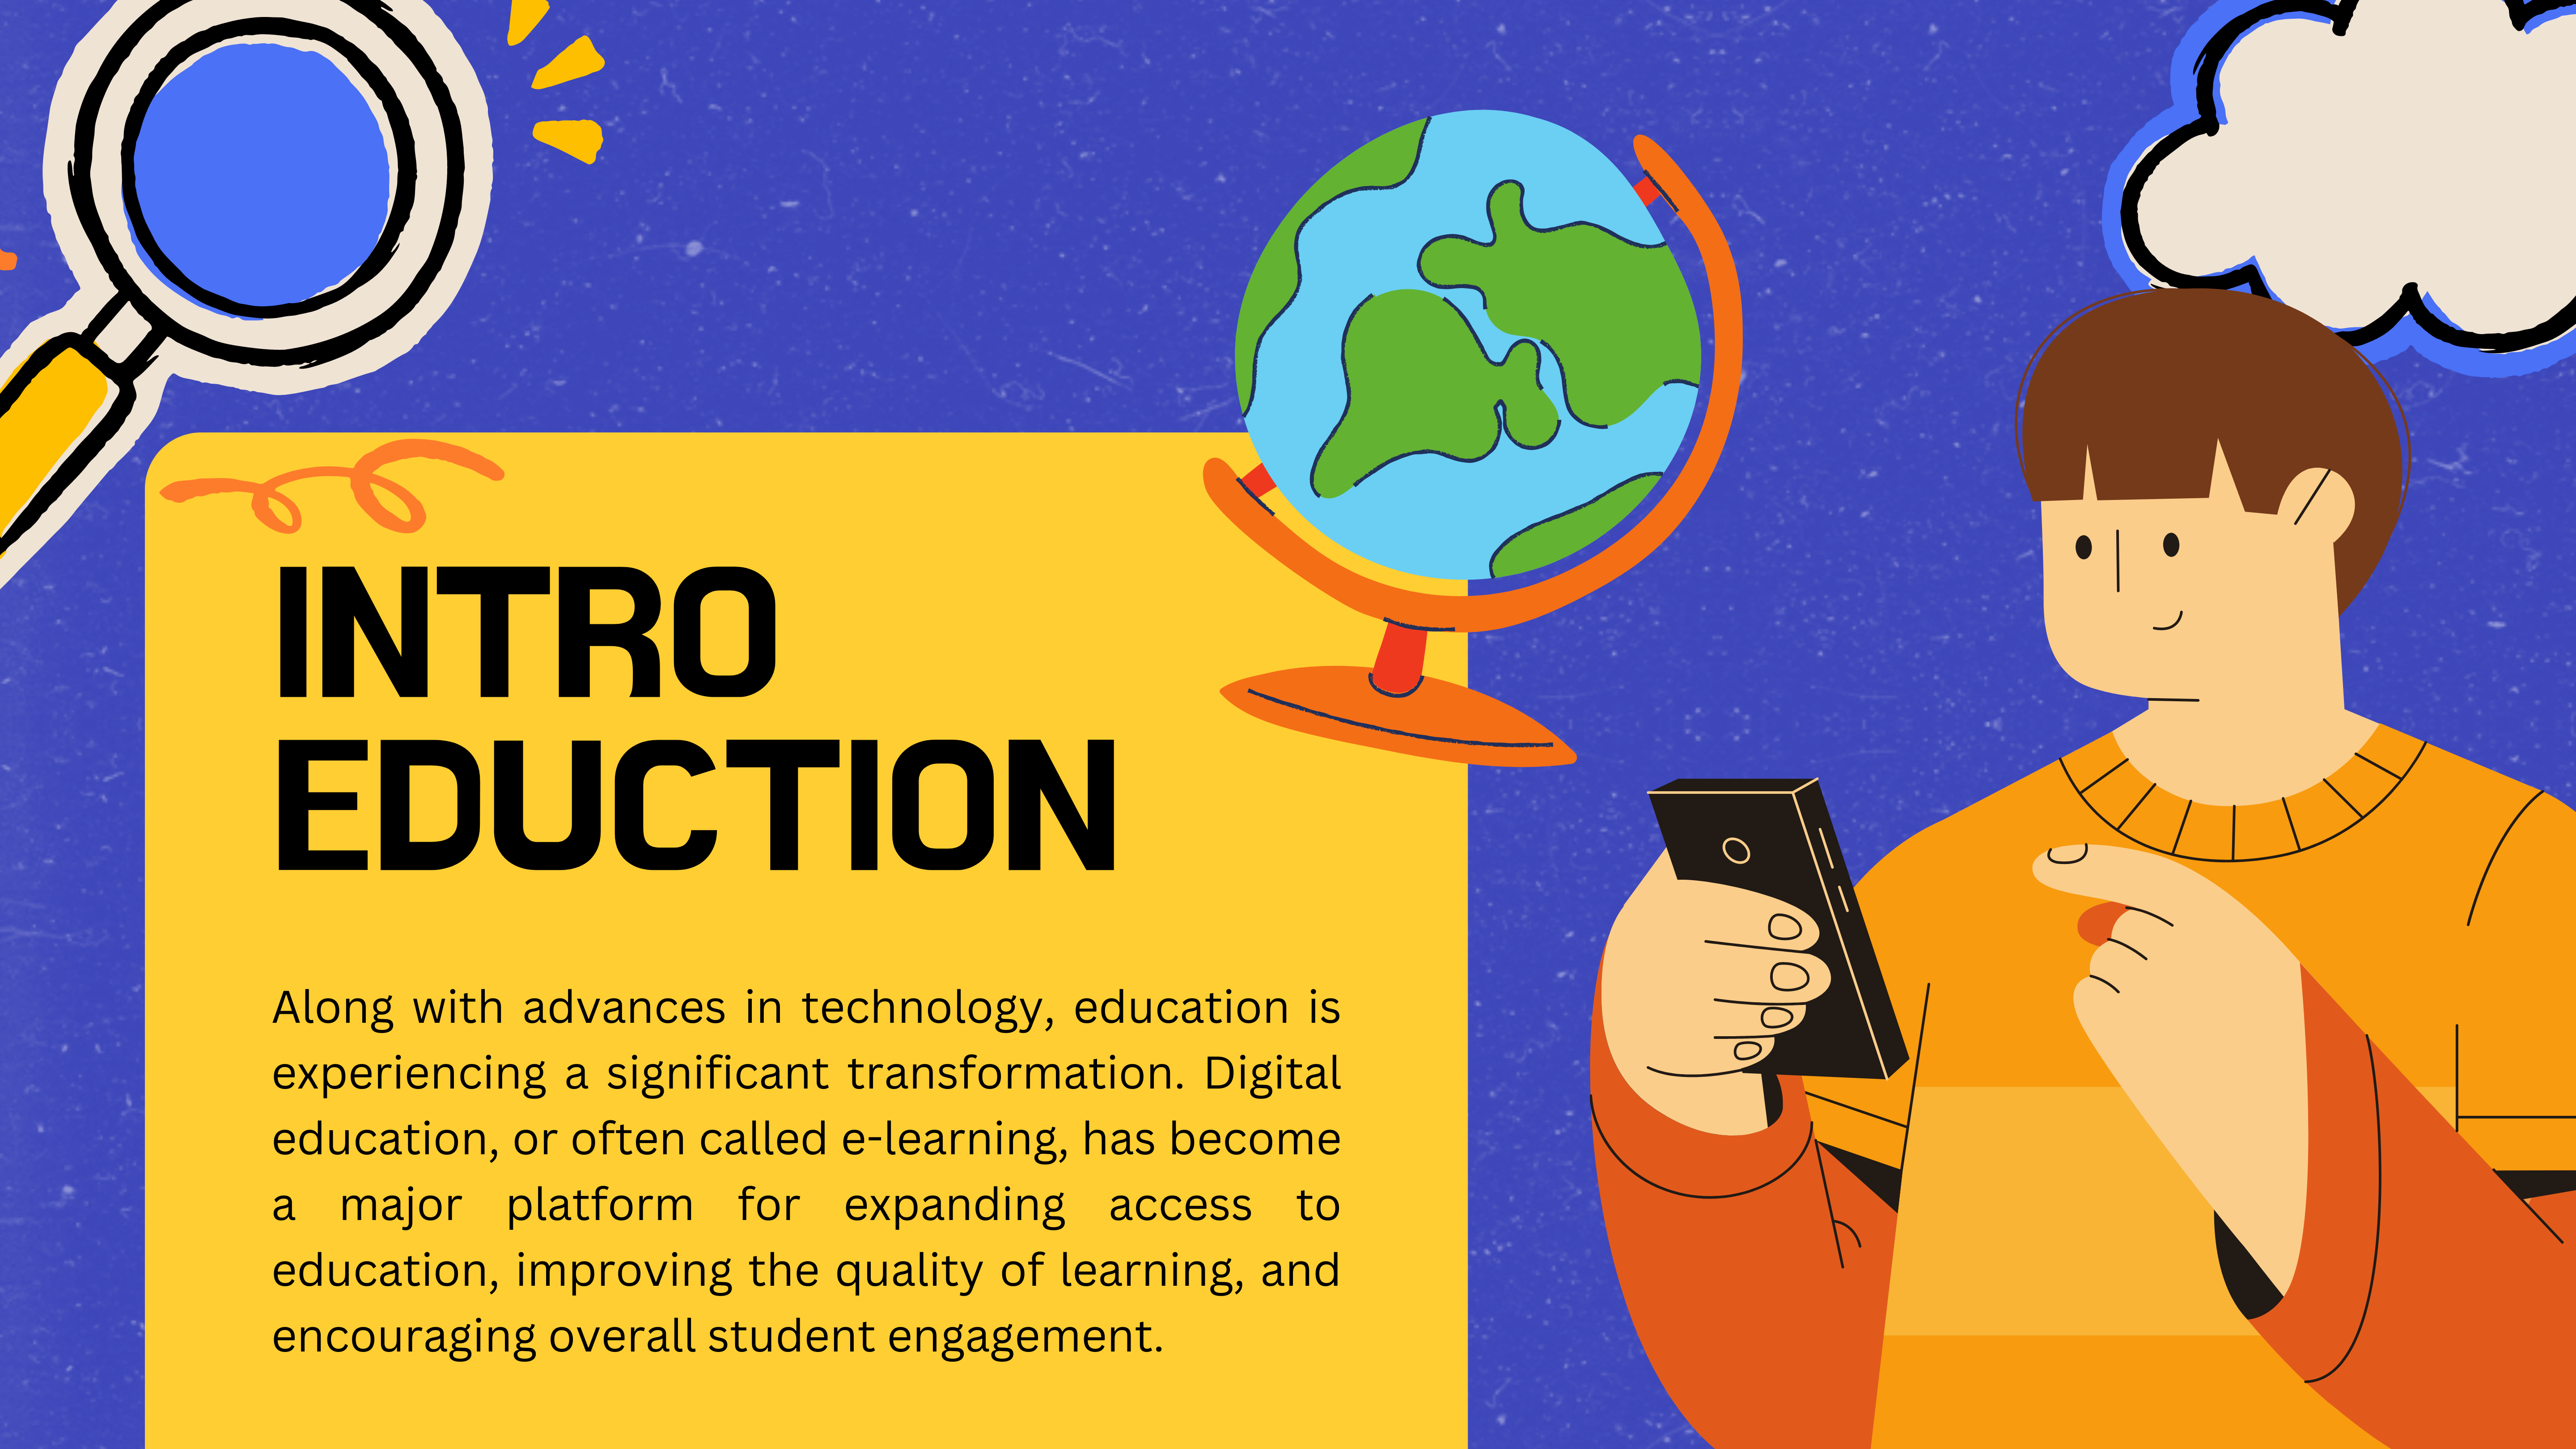 INTRO
EDUCTION
Along with advances in technology, education is
experiencing a significant transformation. Digital
education, or often called e-learning, has become
a major platform for expanding access to
education, improving the quality of learning, and
encouraging overall student engagement.